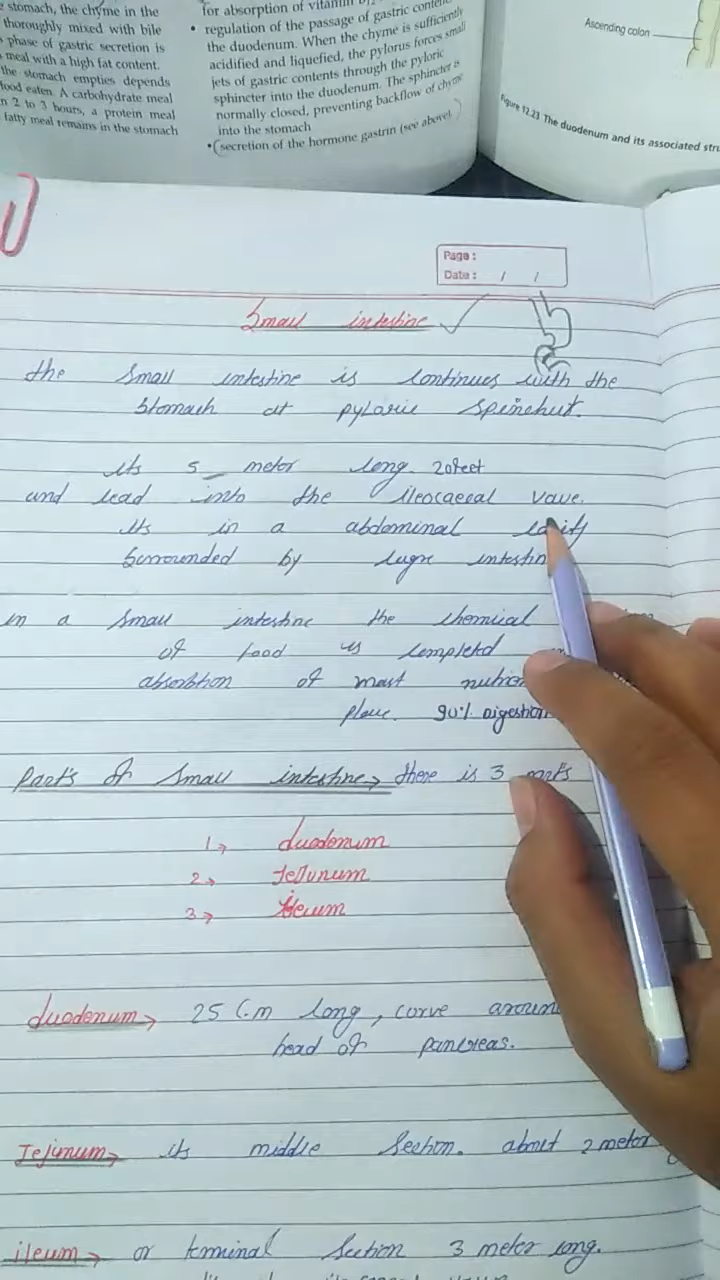 stomach, the chyme in the
thoroughly mixed with bile
phase of gastric secretion is
meal with a high fat content.
the stomach empties depends
food eaten. A carbohydrate meal
n 2 to 3 hours, a protein meal
fatty meal remains in the stomach
for absorption of vitamin B12
• regulation of the passage of gastric
the duodenum. When the chyme is sufficiently
acidified and liquefied, the pylorus forces small
jets of gastric contents through the pyloric
sphincter into the duodenum. The sphincter is
normally closed, preventing backflow of chyme
into the stomach
• secretion of the hormone gastrin (see above)
Ascending colon
Figure 12.23 The duodenum and its associated
Page:
Date: / /
Small intestine
the small intestine is continues with the
stomach at pyloric
its 5 metor long. 20feet
and lead into the ileocaecal vave.
its in a abdominal
surrounded by lagre
in a small intestine the chemical
of food is completd
absorbtion of most
place. 90% Digestion
Parts of small intestine→ there is 3 parts
1→ duodenum
2→ Jejunum
3→ Ileum
duodenum→ 25 C.m long, curve
head of pancreas.
Jejinum→ its middle section. about 2 metor
ileum→ or terminal section 3 meter long.